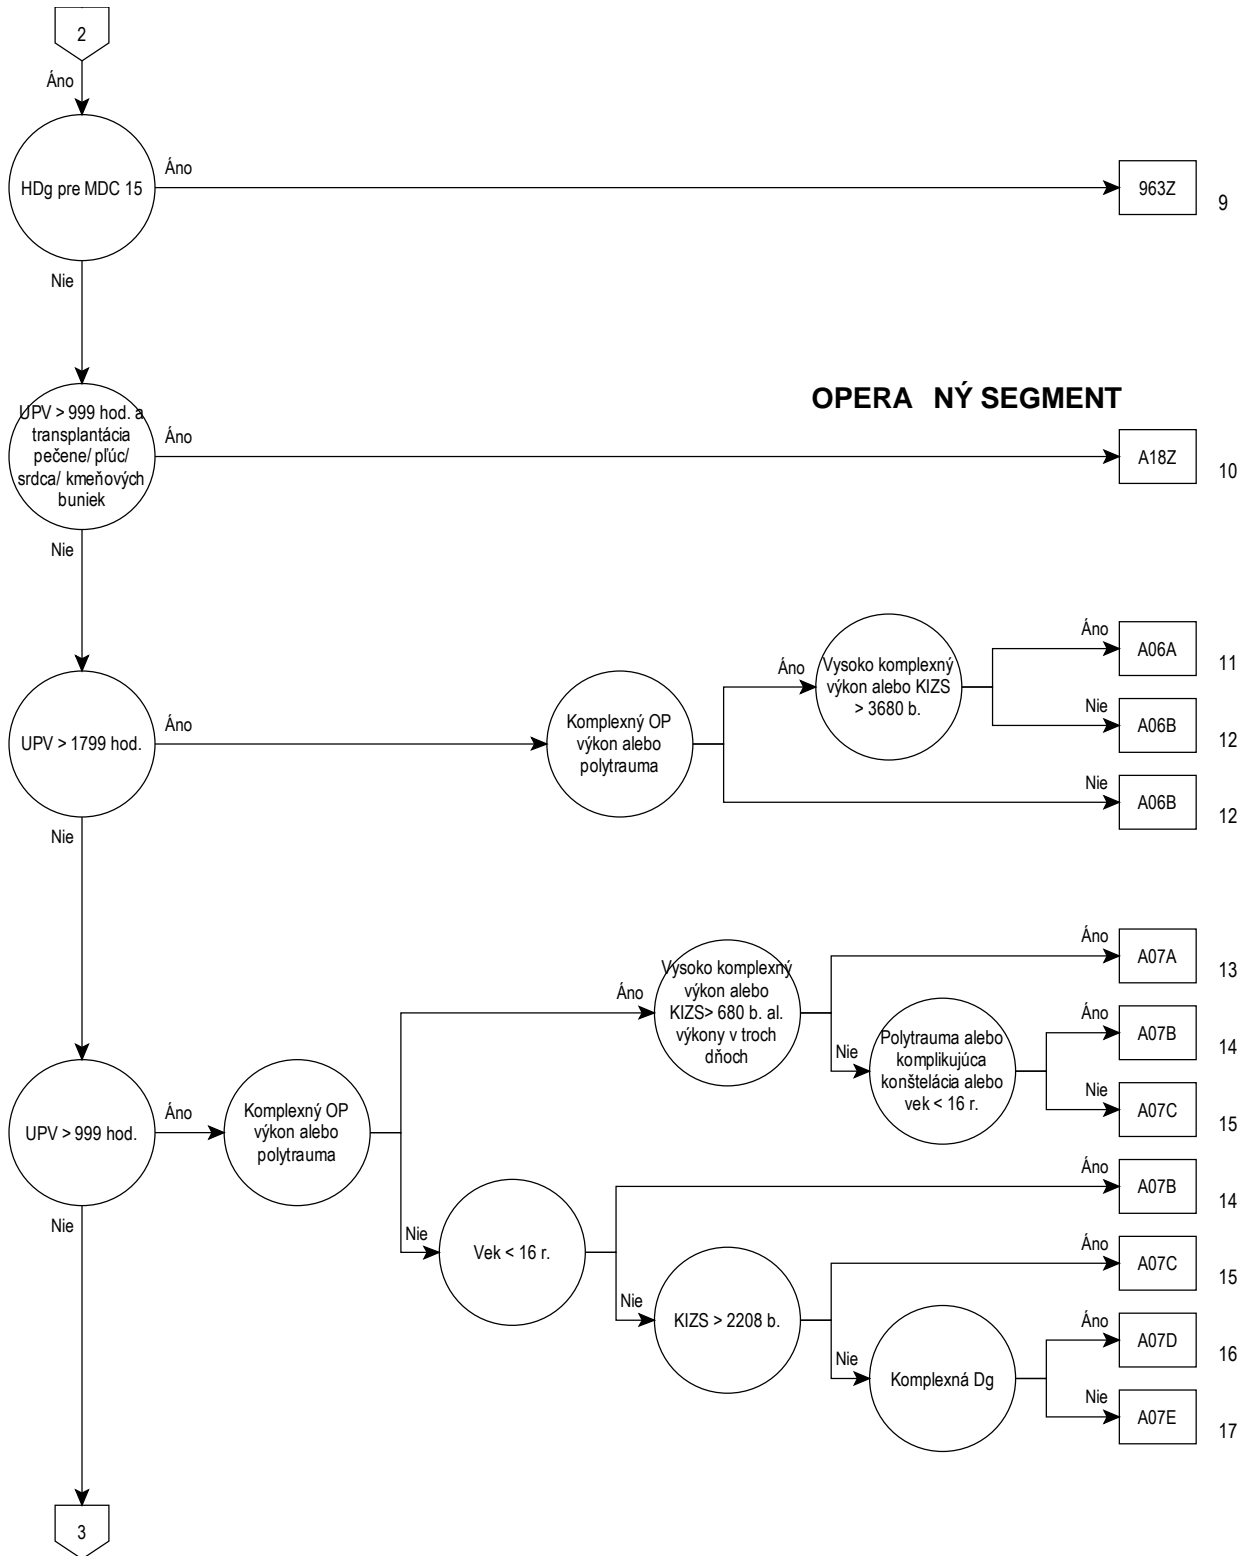 2
Áno
HDg pre MDC 15
Áno
963Z
9
Nie
OPERA NÝ SEGMENT
UPV > 999 hod. a
transplantácia
pečene/ pľúc/
srdca/ kmeňových
buniek
Áno
A18Z
10
Nie
UPV > 1799 hod.
Áno
Komplexný OP
výkon alebo
polytrauma
Áno
Vysoko komplexný
výkon alebo KIZS
> 3680 b.
Áno
A06A
11
Nie
A06B
12
Nie
A06B
12
Nie
UPV > 999 hod.
Áno
Komplexný OP
výkon alebo
polytrauma
Áno
Vysoko komplexný
výkon alebo
KIZS> 680 b. al.
výkony v troch
dňoch
Áno
A07A
13
Nie
Polytrauma alebo
komplikujúca
konštelácia alebo
vek < 16 r.
Áno
A07B
14
Nie
A07C
15
Nie
Vek < 16 r.
Áno
A07B
14
Nie
KIZS > 2208 b.
Áno
A07C
15
Nie
Komplexná Dg
Áno
A07D
16
Nie
A07E
17
Nie
3